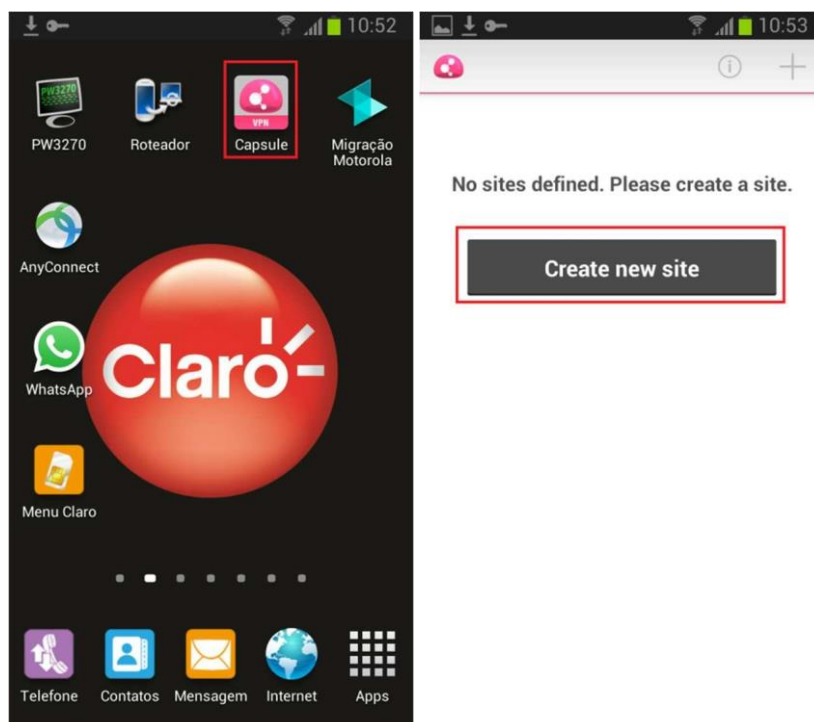 10:52
PW3270
PW3270
Roteador
VPN
Capsule
Migração
Motorola
AnyConnect
Claro
WhatsApp
Menu Claro
Telefone
Contatos
Mensagem
Internet
Apps
10:53
No sites defined. Please create a site.
Create new site